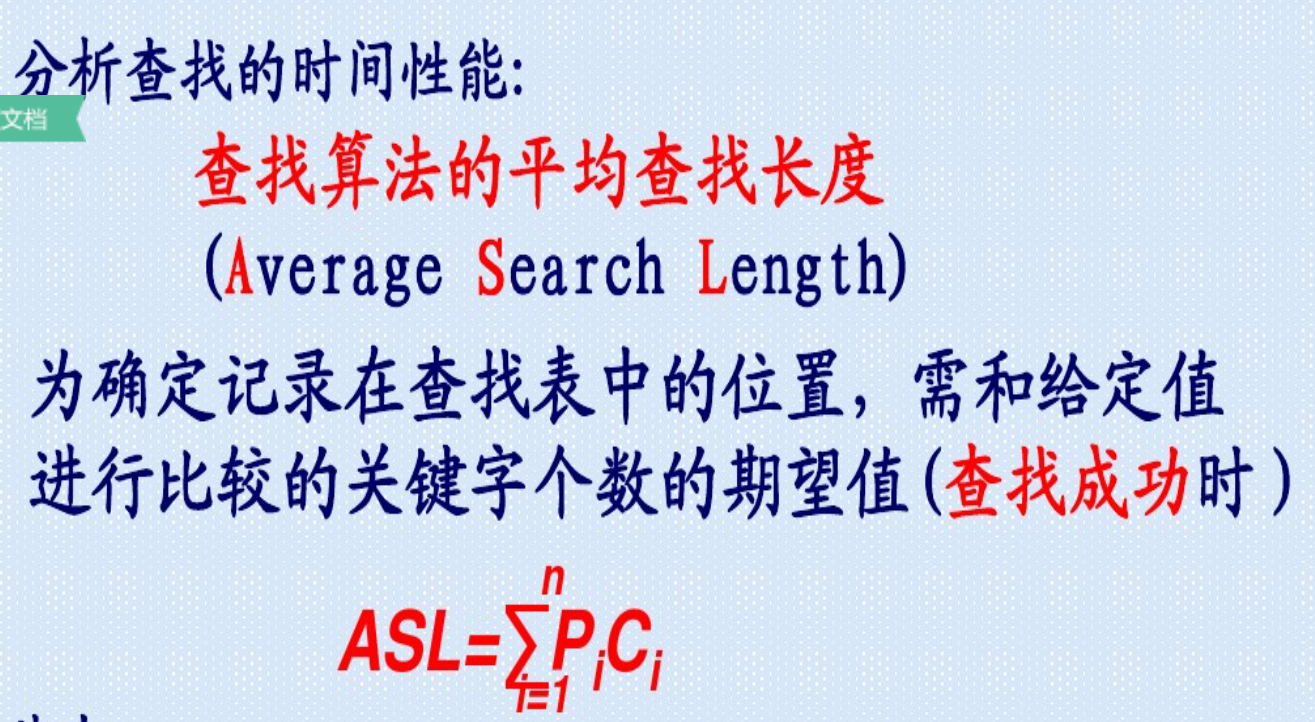 分析查找的时间性能:
文档
查找算法的平均查找长度
(Average Search Length)
为确定记录在查找表中的位置，需和给定值
进行比较的关键字个数的期望值(查找成功时)
n
ASL=∑PiCi
i=1